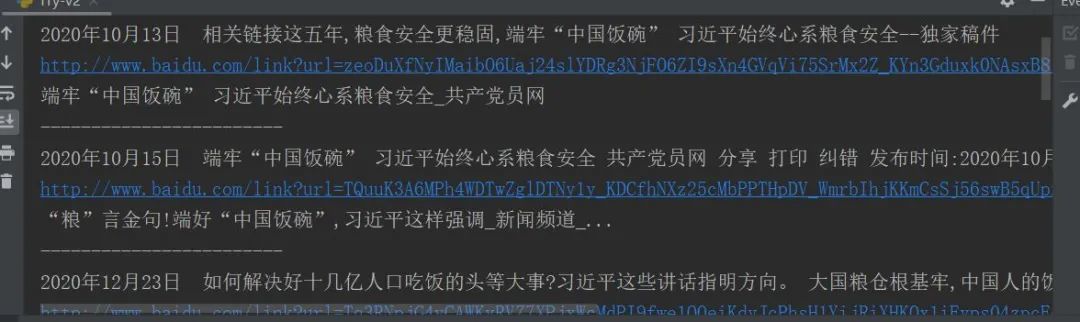 Try-v2
Eve
2020年10月13日 相关链接这五年,粮食安全更稳固,端牢“中国饭碗” 习近平始终心系粮食安全--独家稿件
http://www.baidu.com/link?url=zeoDuXfNyIMaibO6Uaj24slYDRg3NjFO6ZI9sXn4GVqVi75SrMx2Z_KYn3Gduxk0NAsxB8
端牢“中国饭碗” 习近平始终心系粮食安全_共产党员网
------------------------
2020年10月15日 端牢“中国饭碗” 习近平始终心系粮食安全 共产党员网 分享 打印 纠错 发布时间:2020年10月
http://www.baidu.com/link?url=TQuuK3A6MPh4WDTwZglDTNy1y_KDCfhNXz25cMbPPTHpDV_WmrbIhjKKmCsSj56swB5qUp
“粮”言金句!端好“中国饭碗”,习近平这样强调_新闻频道_...
------------------------
2020年12月23日 如何解决好十几亿人口吃饭的头等大事?习近平这些讲话指明方向。 大国粮仓根基牢,中国人的饭